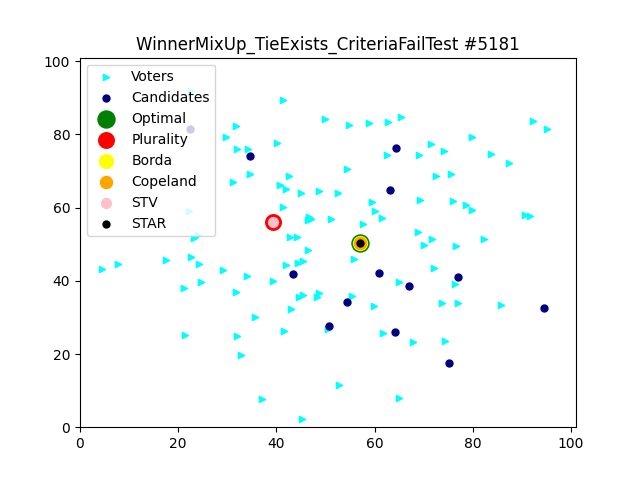 WinnerMixUp_TieExists_CriteriaFailTest #5181
100
80
60
40
20
0
Voters
Candidates
Optimal
Plurality
Borda
Copeland
STV
STAR
0 20 40 60 80 100